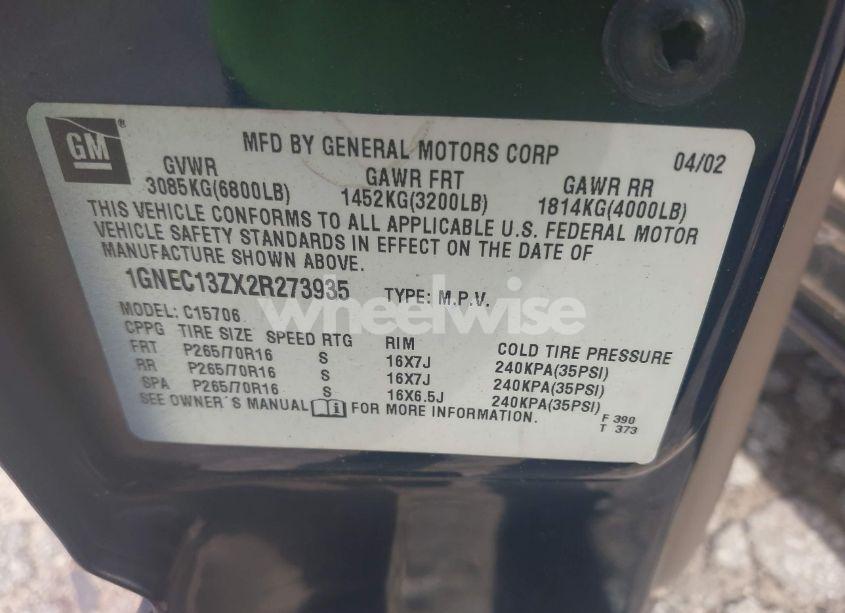 GM
MFD BY GENERAL MOTORS CORP 04/02
GVWR GAWR FRT GAWR RR
3085KG(6800LB) 1452KG(3200LB) 1814KG(4000LB)
THIS VEHICLE CONFORMS TO ALL APPLICABLE U.S. FEDERAL MOTOR
VEHICLE SAFETY STANDARDS IN EFFECT ON THE DATE OF
MANUFACTURE SHOWN ABOVE.
1GNEC13ZX2R273935 TYPE: M.P.V.
MODEL: C15706
CPPG TIRE SIZE SPEED RTG RIM COLD TIRE PRESSURE
FRT P265/70R16 S 16X7J 240KPA(35PSI)
RR P265/70R16 S 16X7J 240KPA(35PSI)
SPA P265/70R16 S 16X6.5J 240KPA(35PSI)
SEE OWNER'S MANUAL FOR MORE INFORMATION.
F 390
T 373
wheelwise